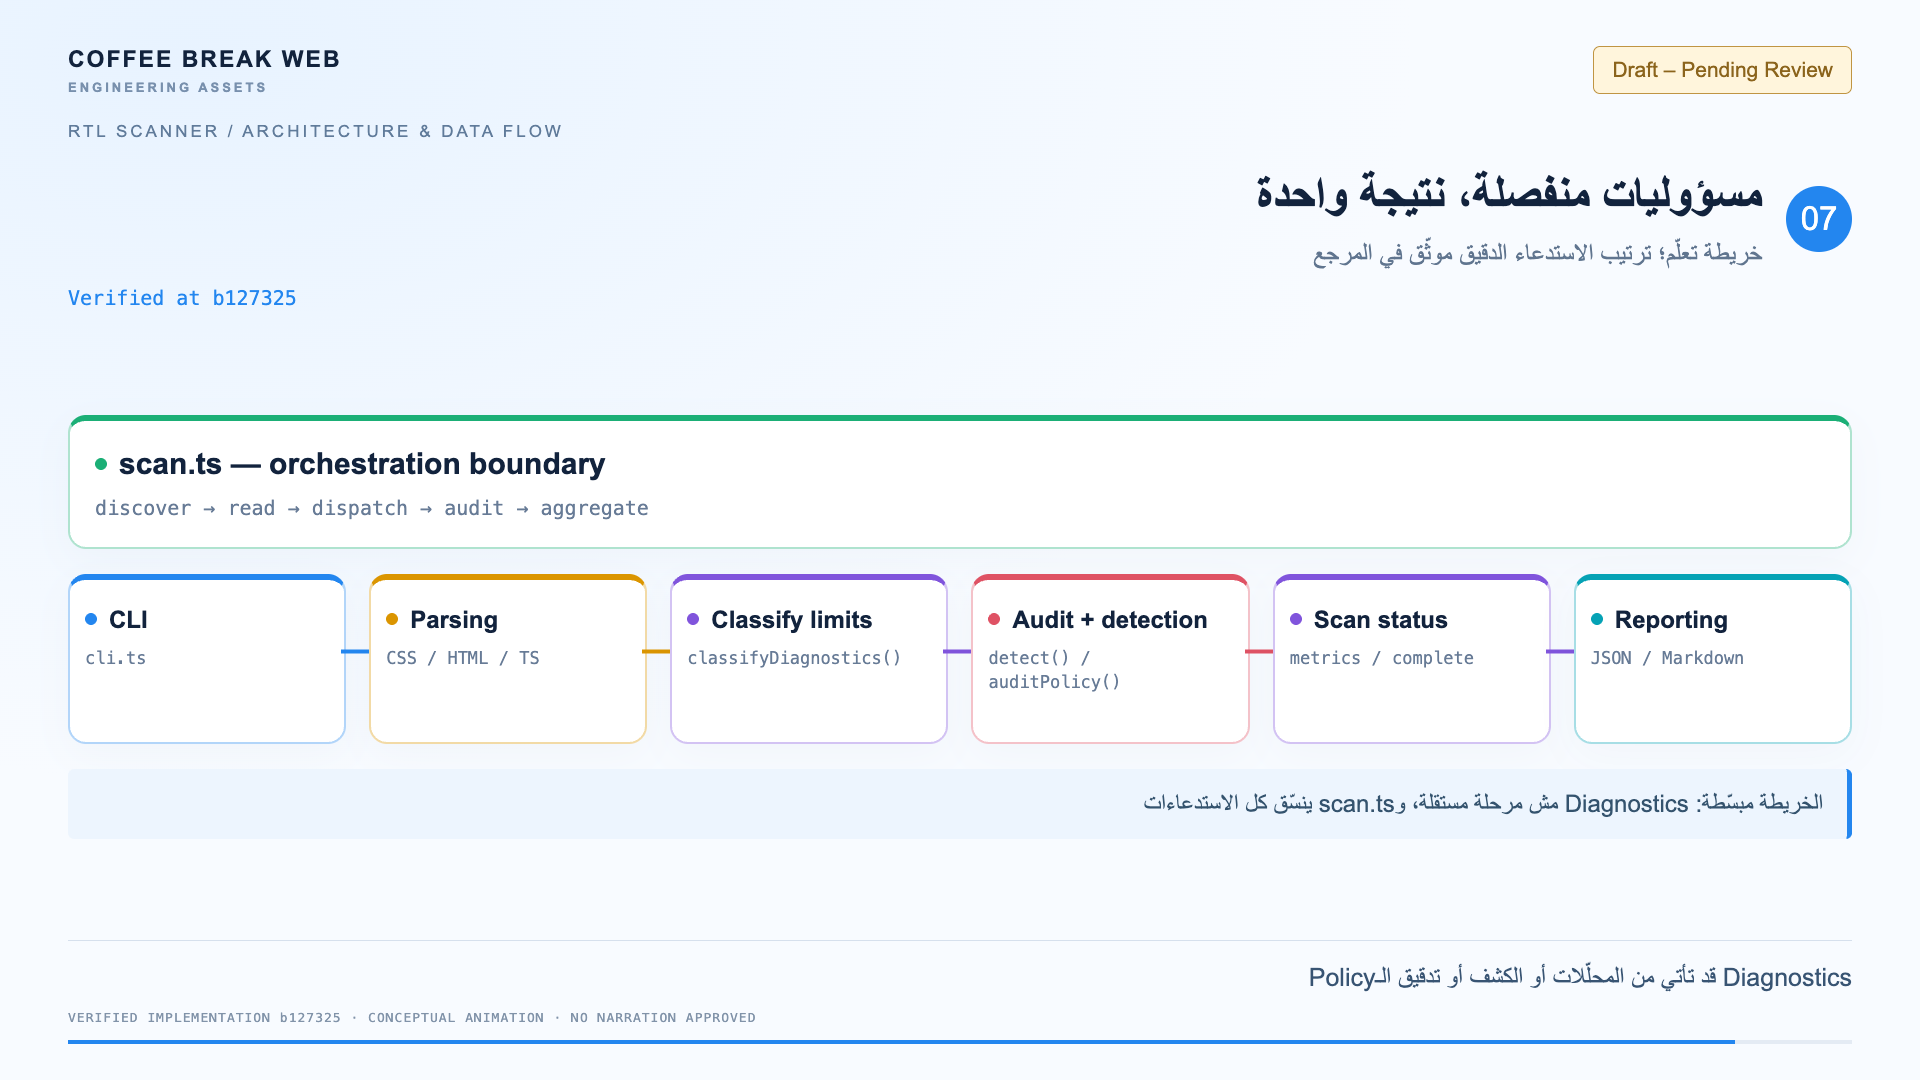 COFFEE BREAK WEB
ENGINEERING ASSETS
Draft – Pending Review
RTL SCANNER / ARCHITECTURE & DATA FLOW
07
مسؤوليات منفصلة، نتيجة واحدة
خريطة تعلّم؛ ترتيب الاستدعاء الدقيق موثّق في المرجع
Verified at b127325
scan.ts — orchestration boundary
discover → read → dispatch → audit → aggregate
CLI
cli.ts
Parsing
CSS / HTML / TS
Classify limits
classifyDiagnostics()
Audit + detection
detect() /
auditPolicy()
Scan status
metrics / complete
Reporting
JSON / Markdown
الخريطة مبسّطة: Diagnostics مش مرحلة مستقلة، وscan.ts ينسّق كل الاستدعاءات
Diagnostics قد تأتي من المحلّلات أو الكشف أو تدقيق الـPolicy
VERIFIED IMPLEMENTATION b127325 · CONCEPTUAL ANIMATION · NO NARRATION APPROVED